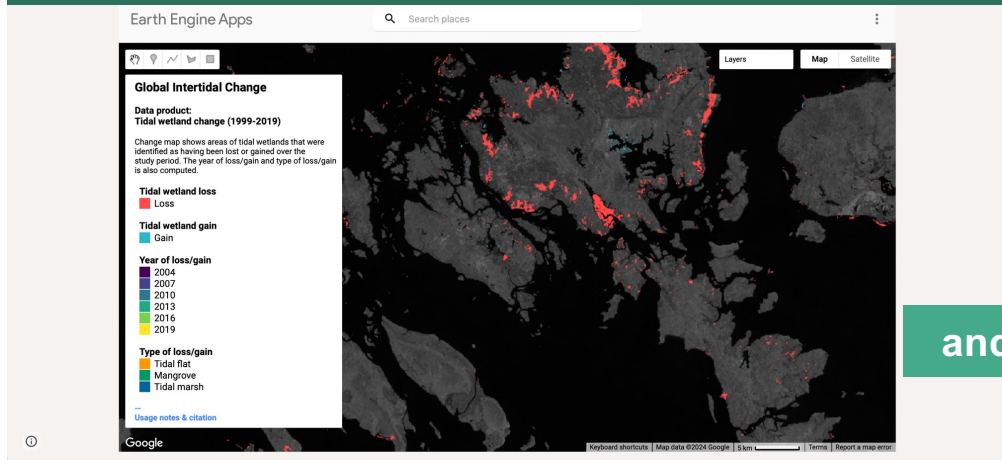 Earth Engine Apps
Search places
Layers
Map
Satellite
Global Intertidal Change
Data product:
Tidal wetland change (1999-2019)
Change map shows areas of tidal wetlands that were
identified as having been lost or gained over the
study period. The year of loss/gain and type of loss/gain
is also computed.
Tidal wetland loss
Loss
Tidal wetland gain
Gain
Year of loss/gain
2004
2007
2010
2013
2016
2019
Type of loss/gain
Tidal flat
Mangrove
Tidal marsh
--
Usage notes & citation
and
Google
Keyboard shortcuts
Map data ©2024 Google
5 km
Terms
Report a map error